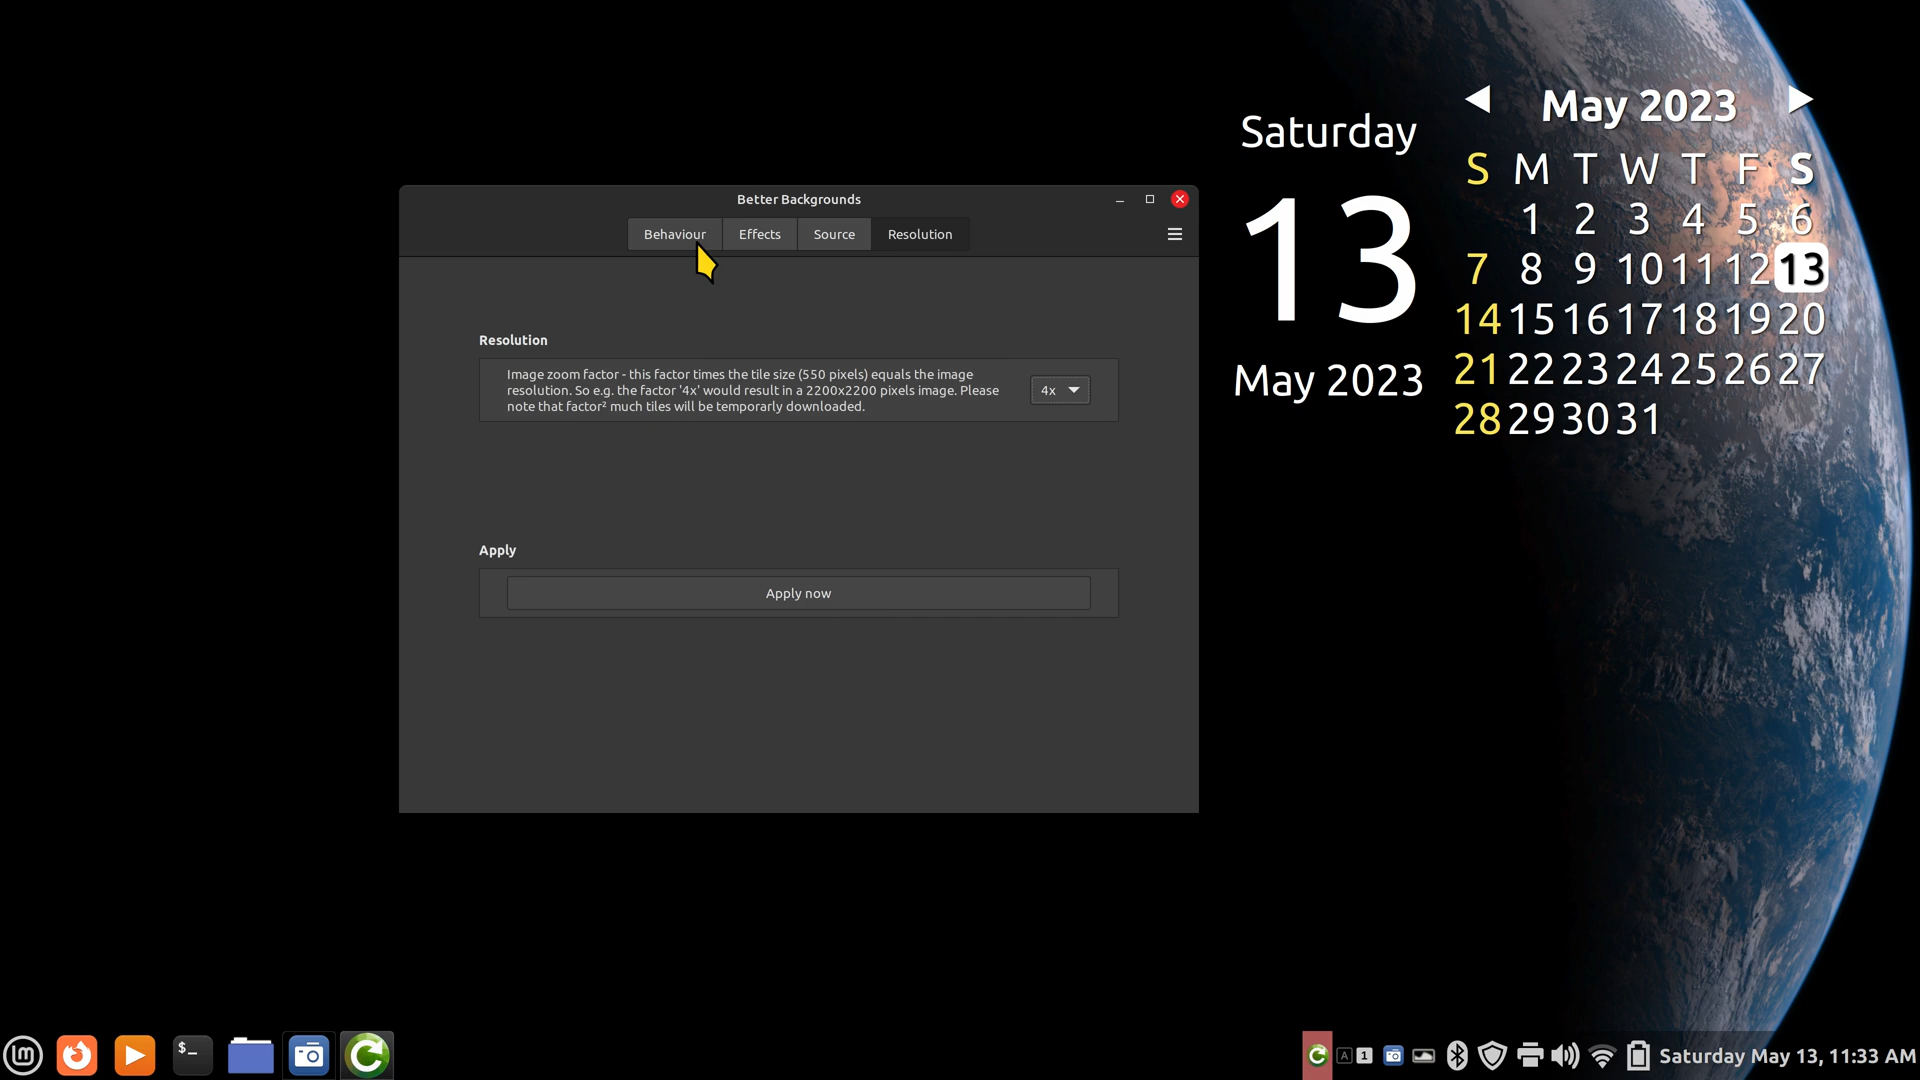 Better Backgrounds
Behaviour Effects Source Resolution
Resolution
Image zoom factor - this factor times the tile size (550 pixels) equals the image
resolution. So e.g. the factor '4x' would result in a 2200x2200 pixels image. Please
note that factor² much tiles will be temporarly downloaded.
4x
Apply
Apply now
Saturday
13
May 2023
May 2023
S M T W T F S
1 2 3 4 5 6
7 8 9 10 11 12 13
14 15 16 17 18 19 20
21 22 23 24 25 26 27
28 29 30 31
$_
A 1
Saturday May 13, 11:33 AM